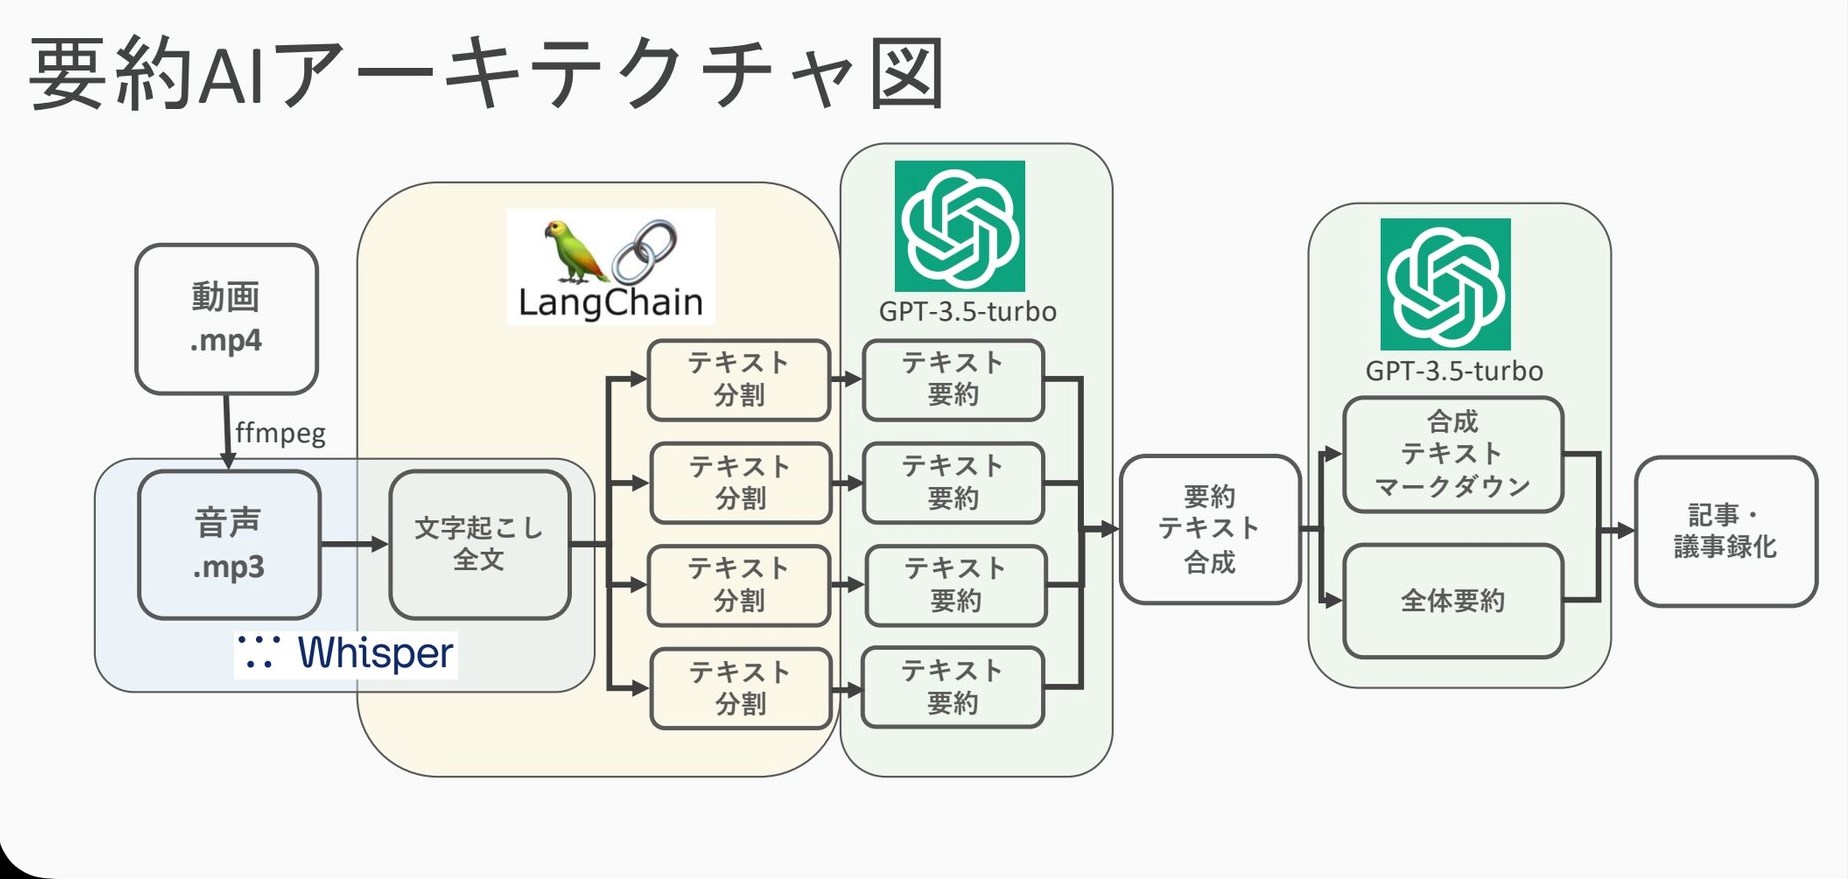 要約AIアーキテクチャ図
動画
.mp4
ffmpeg
音声
.mp3
Whisper
文字起こし
全文
LangChain
テキスト
分割
テキスト
分割
テキスト
分割
テキスト
分割
GPT-3.5-turbo
テキスト
要約
テキスト
要約
テキスト
要約
テキスト
要約
要約
テキスト
合成
GPT-3.5-turbo
合成
テキスト
マークダウン
全体要約
記事・
議事録化